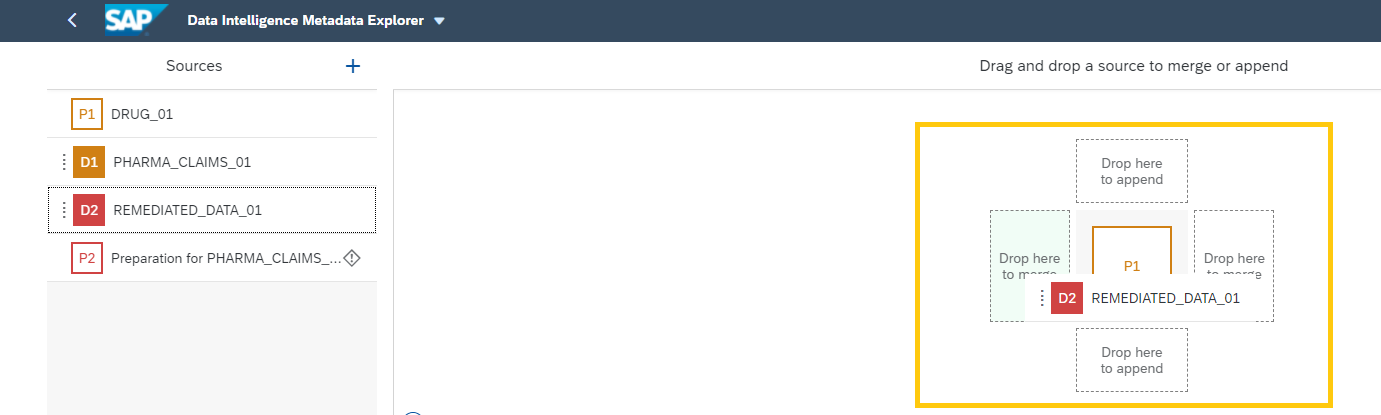 SAP
Data Intelligence Metadata Explorer
Sources
Drag and drop a source to merge or append
P1 DRUG_01
D1 PHARMA_CLAIMS_01
D2 REMEDIATED_DATA_01
P2 Preparation for PHARMA_CLAIMS_...
Drop here
to append
Drop here
to merge
P1
Drop here
to merge
D2 REMEDIATED_DATA_01
Drop here
to append